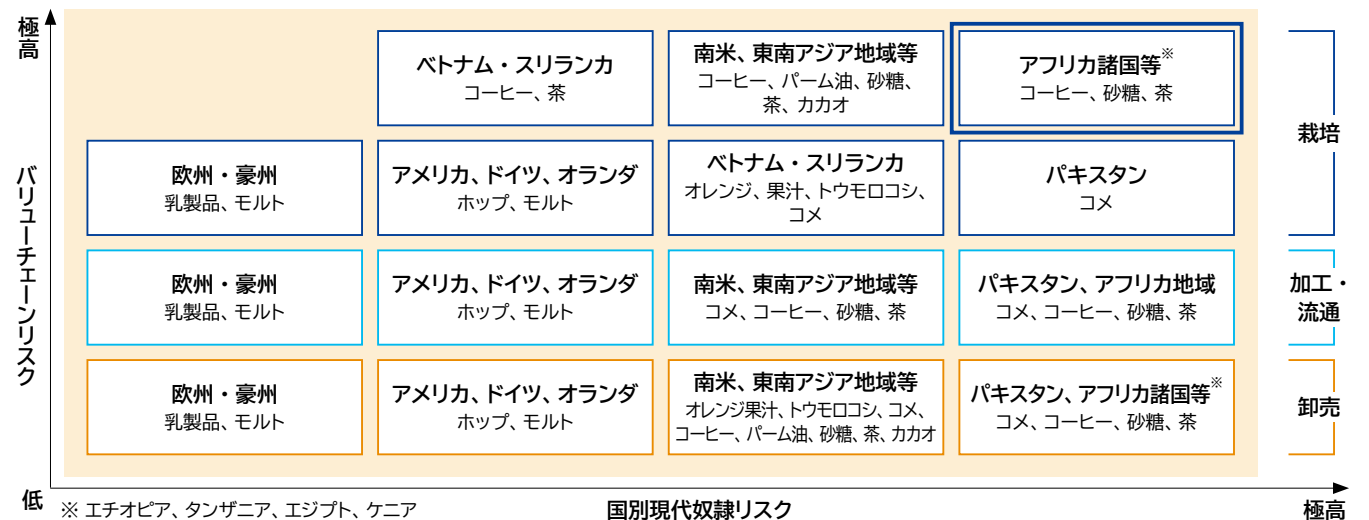 極高
バリューチェーンリスク
低
ベトナム・スリランカ
コーヒー、茶
南米、東南アジア地域等
コーヒー、パーム油、砂糖、
茶、カカオ
アフリカ諸国等※
コーヒー、砂糖、茶
栽培
欧州・豪州
乳製品、モルト
アメリカ、ドイツ、オランダ
ホップ、モルト
ベトナム・スリランカ
オレンジ、果汁、トウモロコシ、
コメ
パキスタン
コメ
欧州・豪州
乳製品、モルト
アメリカ、ドイツ、オランダ
ホップ、モルト
南米、東南アジア地域等
コメ、コーヒー、砂糖、茶
パキスタン、アフリカ地域
コメ、コーヒー、砂糖、茶
加工・
流通
欧州・豪州
乳製品、モルト
アメリカ、ドイツ、オランダ
ホップ、モルト
南米、東南アジア地域等
オレンジ果汁、トウモロコシ、コメ、
コーヒー、パーム油、砂糖、茶、カカオ
パキスタン、アフリカ諸国等※
コメ、コーヒー、砂糖、茶
卸売
※ エチオピア、タンザニア、エジプト、ケニア
国別現代奴隷リスク
極高